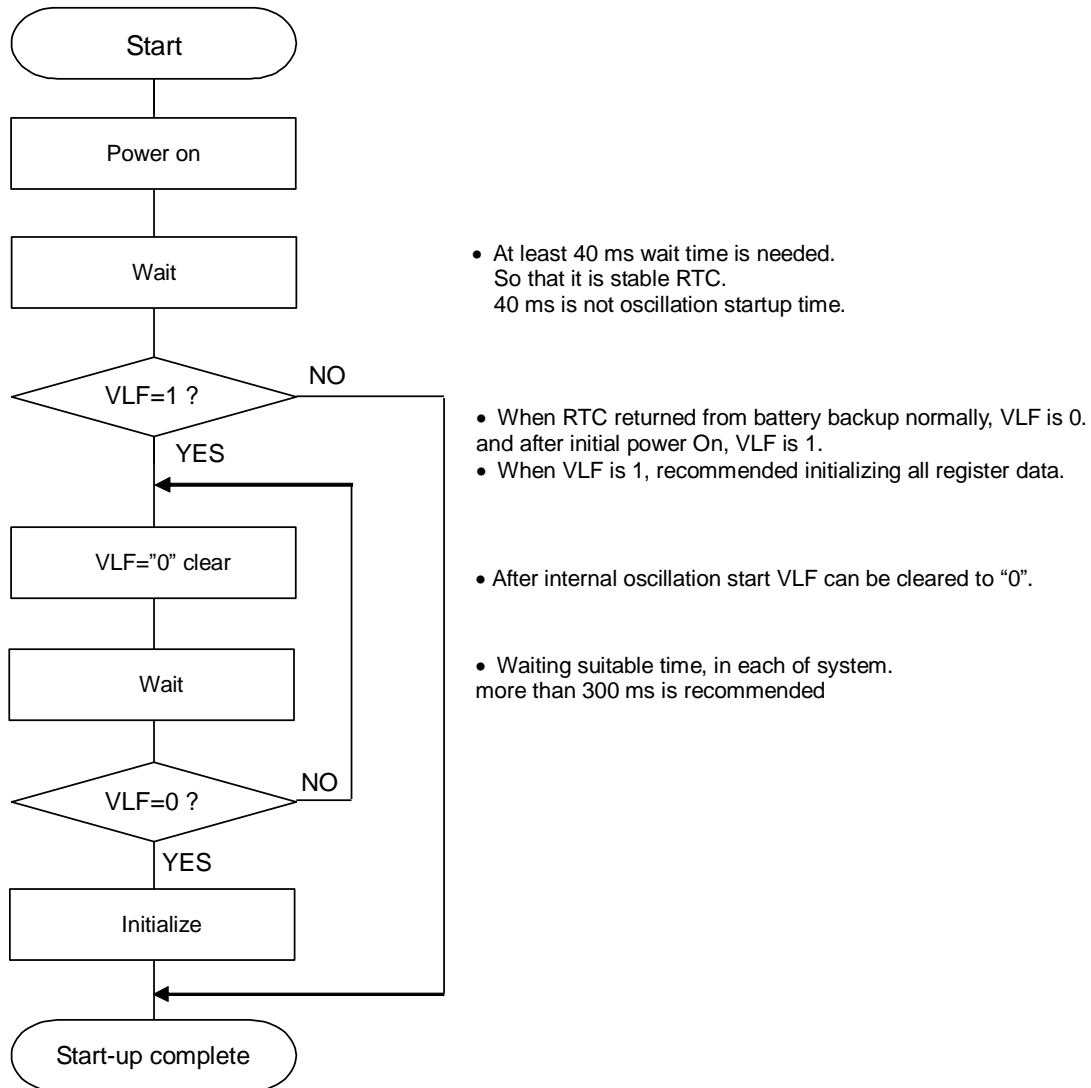 Start
Power on
Wait
• At least 40 ms wait time is needed.
So that it is stable RTC.
40 ms is not oscillation startup time.
VLF=1 ?
NO
YES
• When RTC returned from battery backup normally, VLF is 0.
and after initial power On, VLF is 1.
• When VLF is 1, recommended initializing all register data.
VLF=”0” clear
• After internal oscillation start VLF can be cleared to “0”.
Wait
• Waiting suitable time, in each of system.
more than 300 ms is recommended
VLF=0 ?
NO
YES
Initialize
Start-up complete